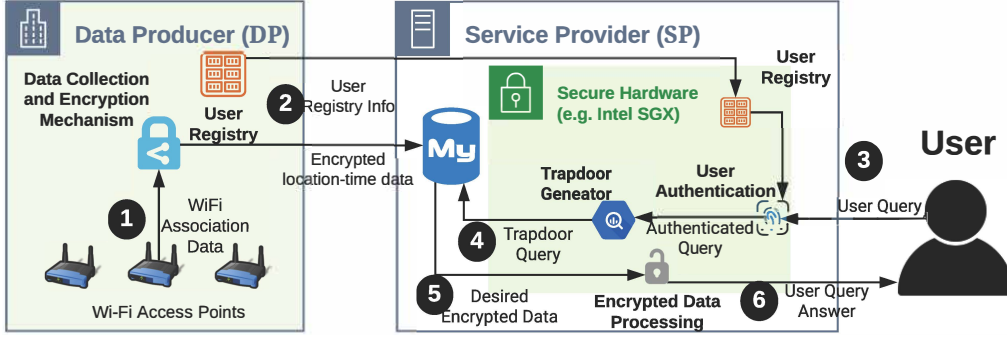 Data Producer (DP)
Data Collection
and Encryption
Mechanism
User
Registry
2
User
Registry Info
Encrypted
location-time data
1
WiFi
Association
Data
Wi-Fi Access Points
Service Provider (SP)
Secure Hardware
(e.g. Intel SGX)
User
Registry
My
Trapdoor
Geneator
User
Authentication
3
User
User Query
Authenticated
Query
4
Trapdoor
Query
5
Desired
Encrypted Data
Encrypted Data
Processing
6
User Query
Answer